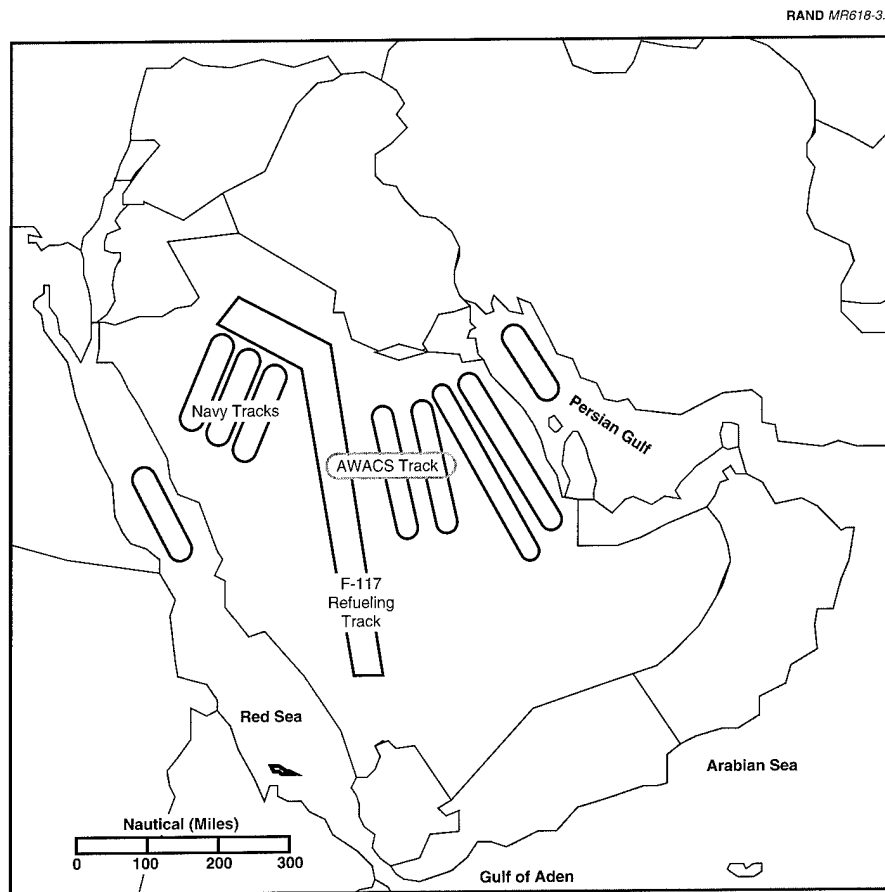 RAND MR618-3.
Navy Tracks
Persian Gulf
AWACS Track
F-117
Refueling
Track
Red Sea
Arabian Sea
Nautical (Miles)
0 100 200 300
Gulf of Aden